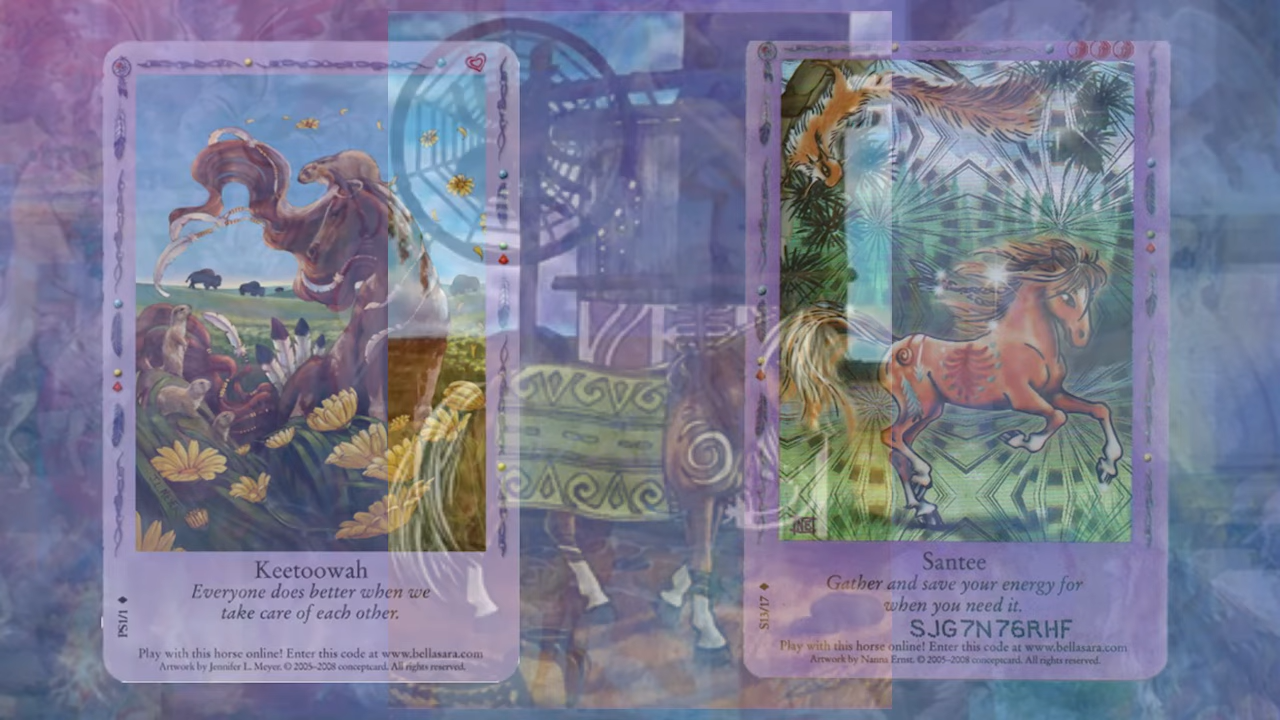 Keetoowah
Everyone does better when we
take care of each other.
PS1/1
Play with this horse online! Enter this code at www.bellasara.com
Artwork by Jennifer L. Meyer. © 2005–2008 conceptcard. All rights reserved.
Santee
Gather and save your energy for
when you need it.
SJG7N76RHF
S13/17
Play with this horse online! Enter this code at www.bellasara.com
Artwork by Nanna Ernst. © 2005–2008 conceptcard. All rights reserved.